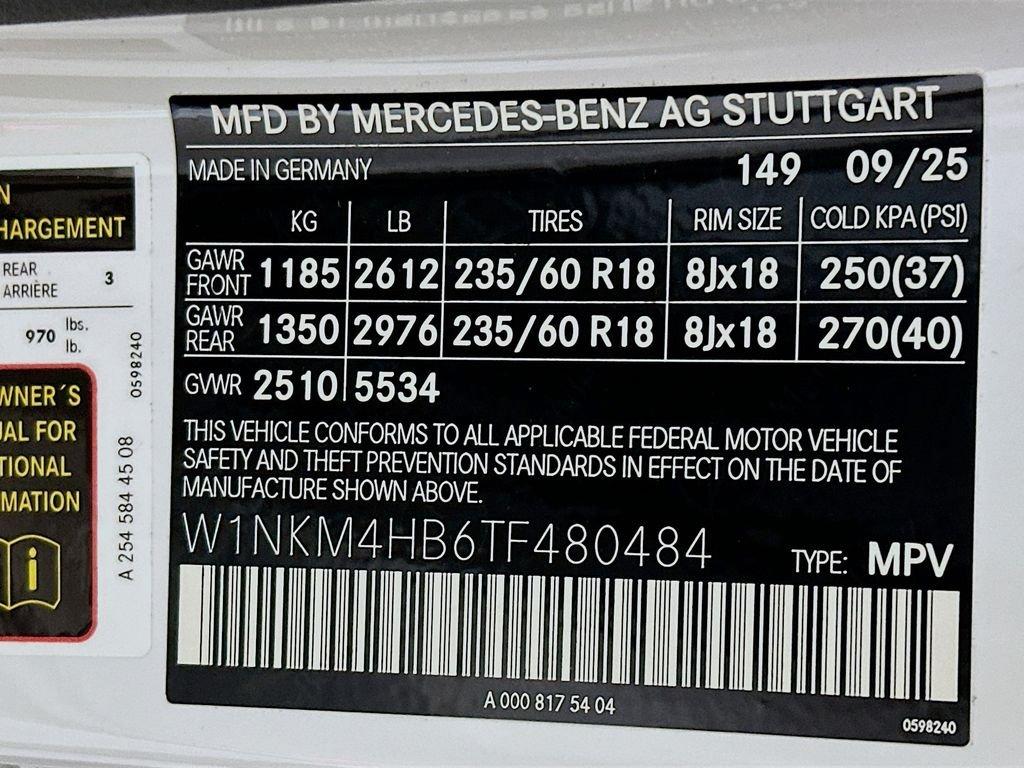 MFD BY MERCEDES-BENZ AG STUTTGART
MADE IN GERMANY 149 09/25
KG LB TIRES RIM SIZE COLD KPA (PSI)
GAWR FRONT 1185 2612 235/60 R18 8Jx18 250(37)
GAWR REAR 1350 2976 235/60 R18 8Jx18 270(40)
GVWR 2510 5534
THIS VEHICLE CONFORMS TO ALL APPLICABLE FEDERAL MOTOR VEHICLE
SAFETY AND THEFT PREVENTION STANDARDS IN EFFECT ON THE DATE OF
MANUFACTURE SHOWN ABOVE.
W1NKM4HB6TF480484 TYPE: MPV
A 000 817 54 04
0598240
N
HARGEMENT
REAR
ARRIÈRE 3
970 lbs.
lb.
WNER´S
UAL FOR
TIONAL
MATION
i
0598240
A 254 584 45 08